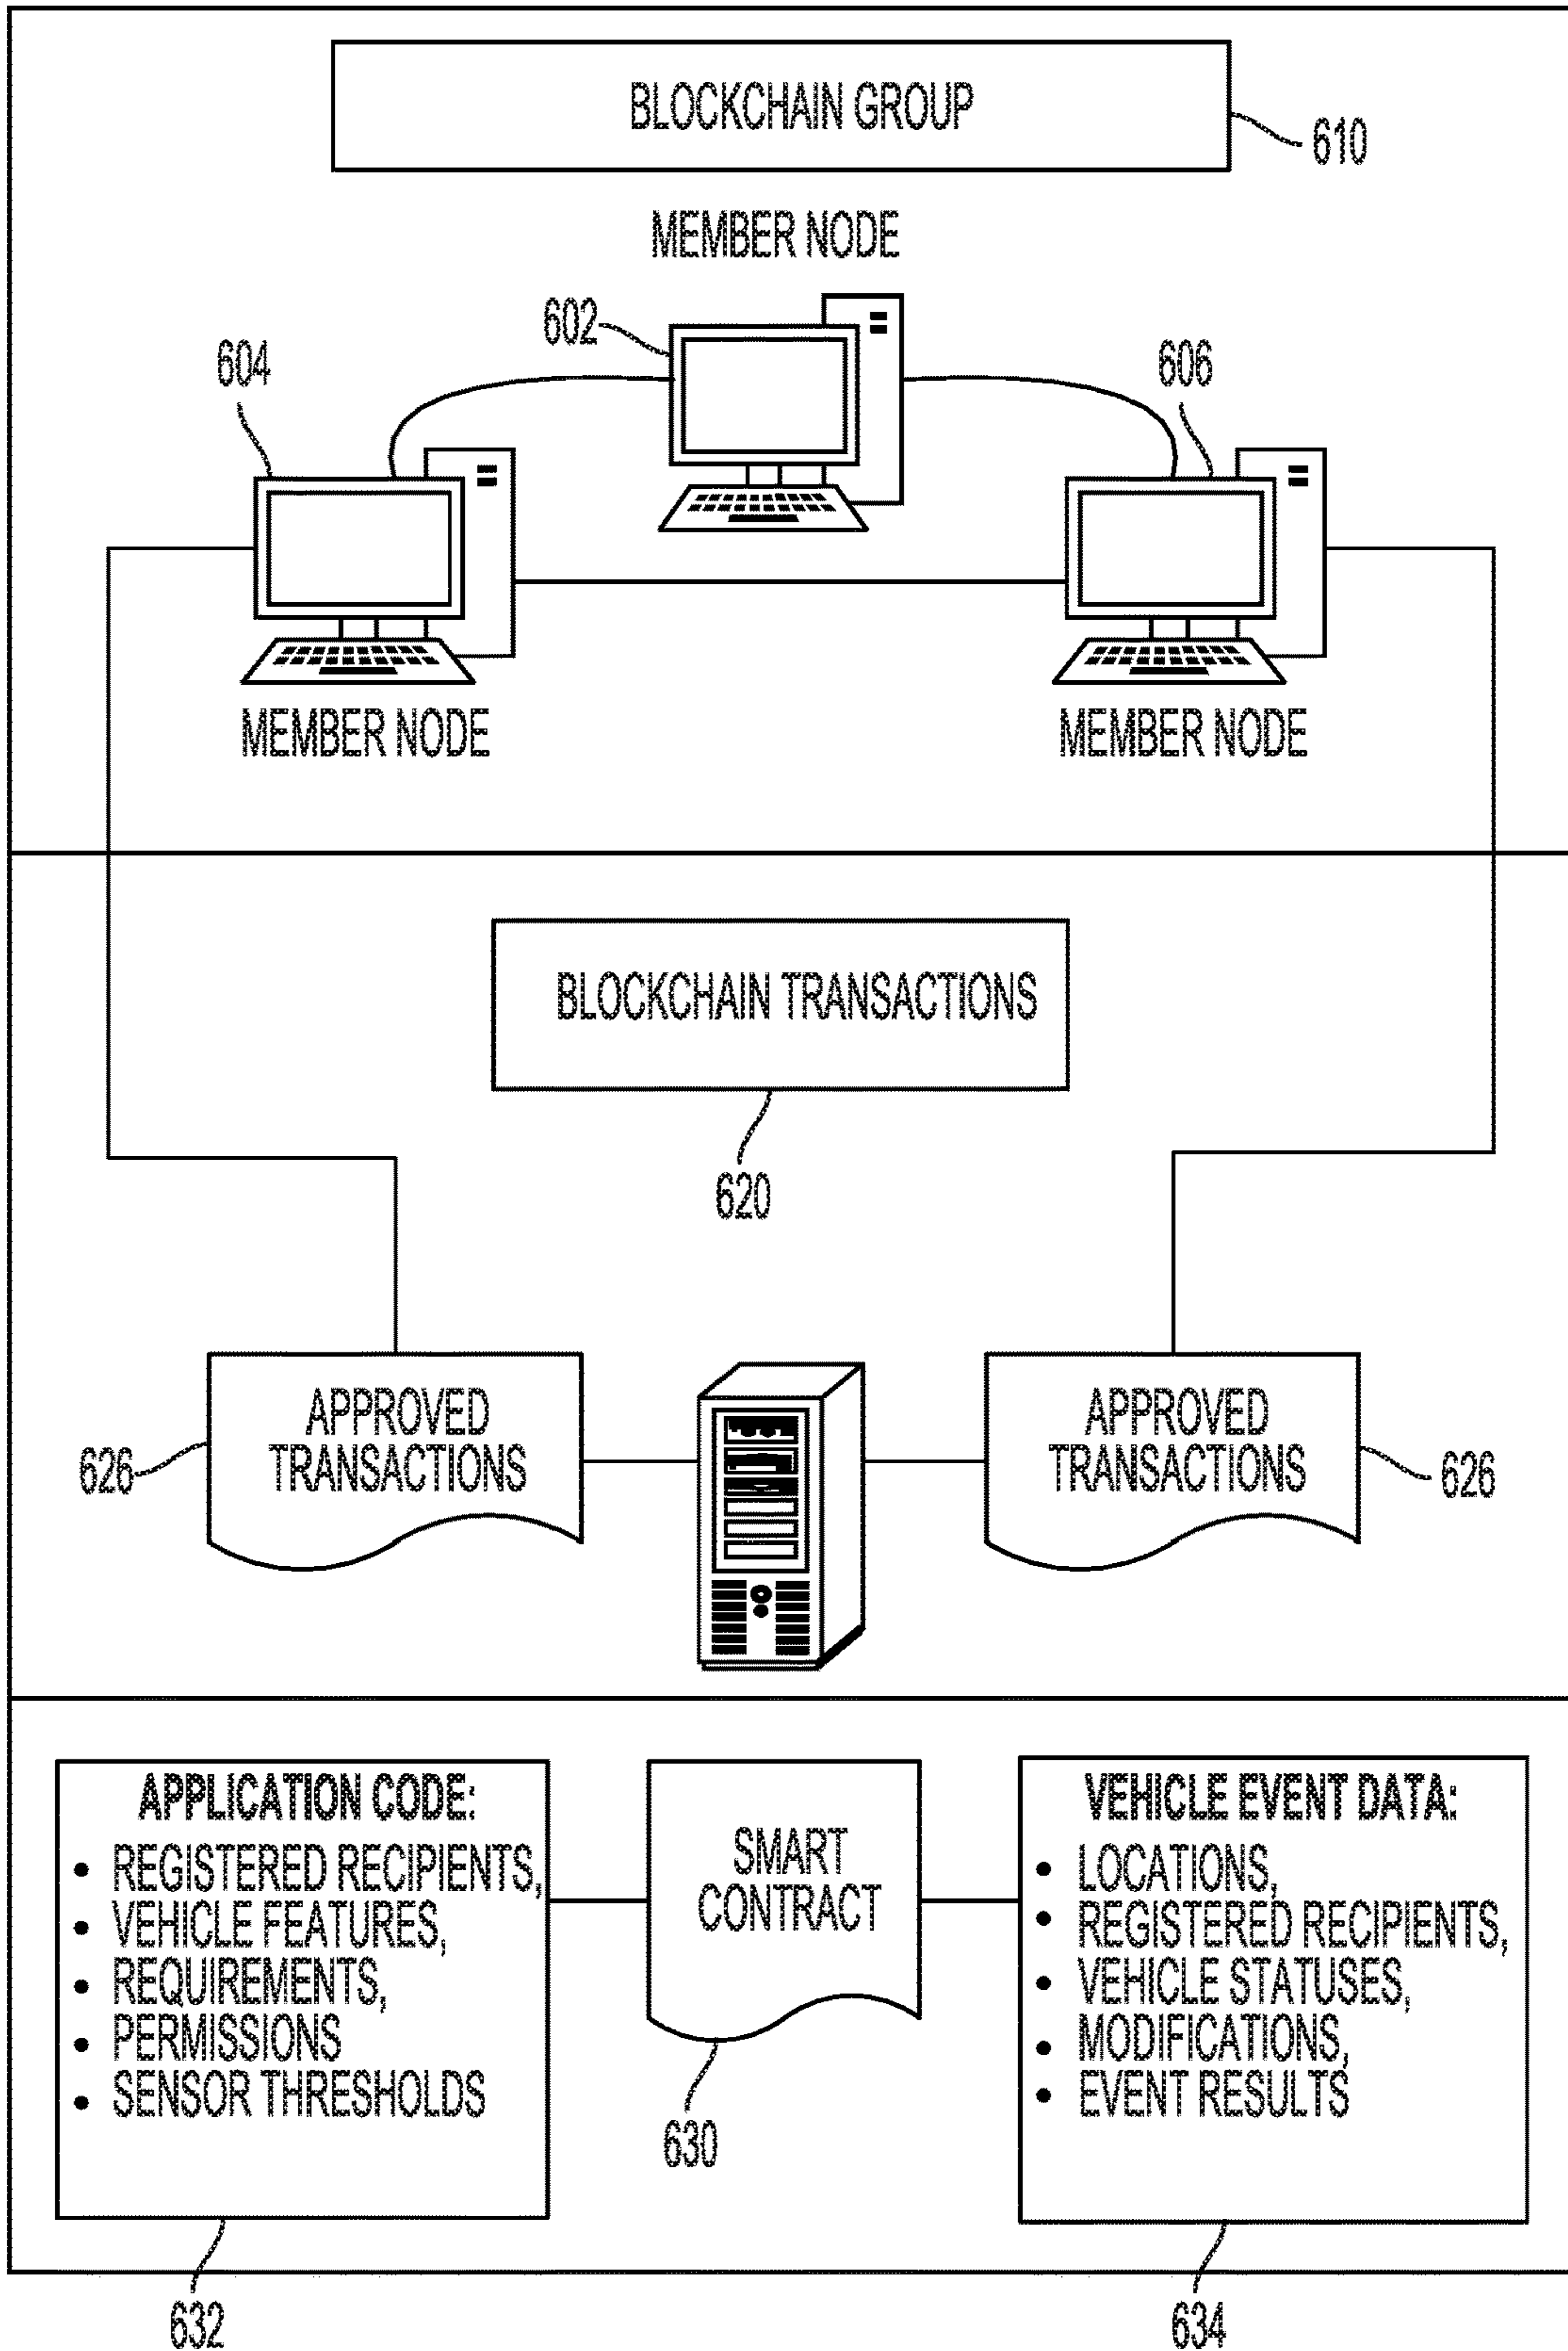 BLOCKCHAIN GROUP
610
MEMBER NODE
602
604
606
MEMBER NODE
MEMBER NODE
BLOCKCHAIN TRANSACTIONS
620
APPROVED
TRANSACTIONS
626
APPROVED
TRANSACTIONS
626
APPLICATION CODE:
• REGISTERED RECIPIENTS,
• VEHICLE FEATURES,
• REQUIREMENTS,
• PERMISSIONS
• SENSOR THRESHOLDS
632
SMART
CONTRACT
630
VEHICLE EVENT DATA:
• LOCATIONS,
• REGISTERED RECIPIENTS,
• VEHICLE STATUSES,
• MODIFICATIONS,
• EVENT RESULTS
634